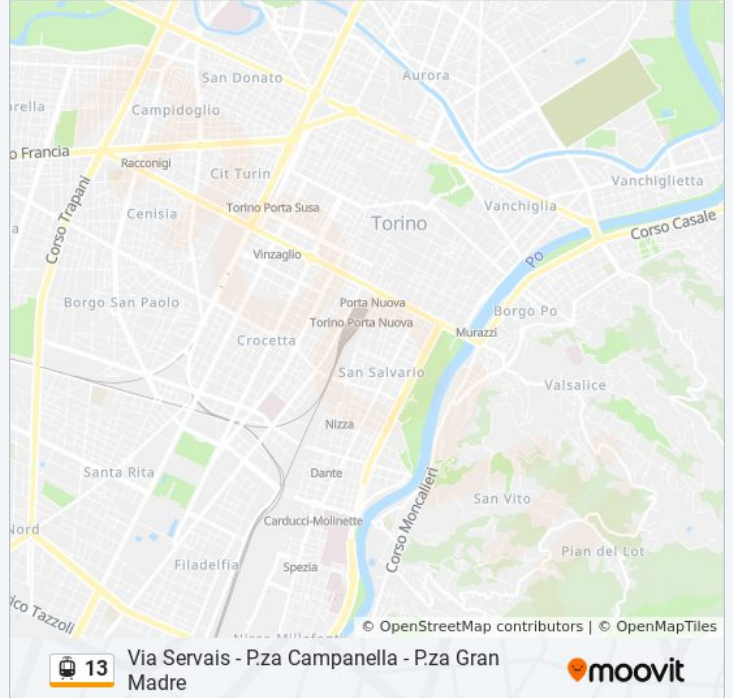 San Donato
Aurora
arella
Campidoglio
o Francia
Racconigi
Cit Turin
Vanchiglietta
Corso Trapani
Cenisia
Torino Porta Susa
Vanchiglia
Torino
Corso Casale
a
Vinzaglio
Po
Borgo San Paolo
Porta Nuova
Borgo Po
Torino Porta Nuova
Murazzi
Crocetta
San Salvario
Valsalice
Nizza
Santa Rita
Dante
Corso Moncalieri
San Vito
Nord
Carducci-Molinette
Pian del Lot
Filadelfia
Spezia
ico Tazzoli
© OpenStreetMap contributors | © OpenMapTiles
13
Via Servais - P.za Campanella - P.za Gran
Madre
moovit